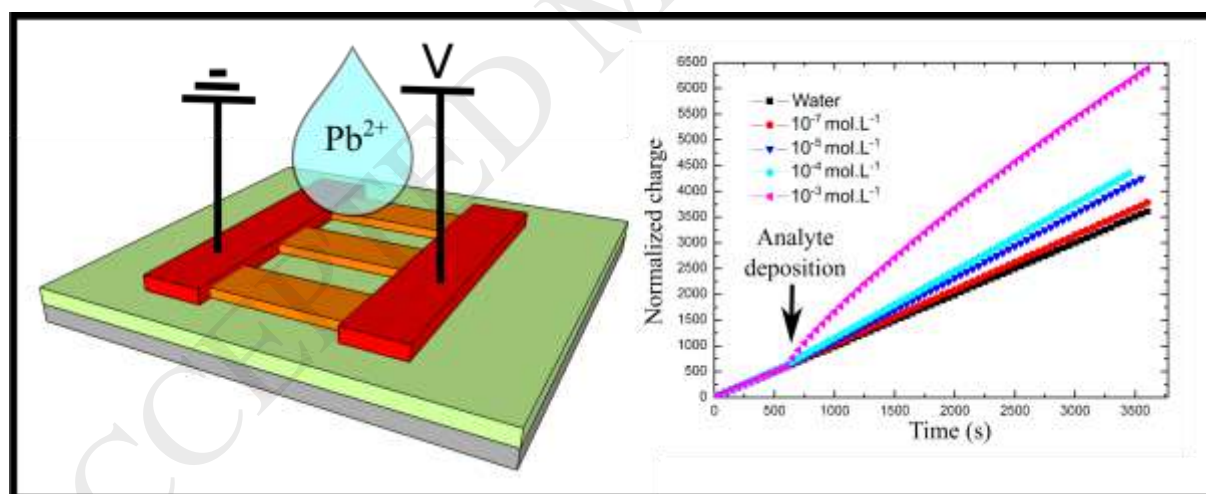 CCEPTED M
V
Pb²⁺
Normalized charge
6500
6000
5500
5000
4500
4000
3500
3000
2500
2000
1500
1000
500
0
Water
10⁻⁷ mol.L⁻¹
10⁻⁵ mol.L⁻¹
10⁻⁴ mol.L⁻¹
10⁻³ mol.L⁻¹
Analyte
deposition
0 500 1000 1500 2000 2500 3000 3500
Time (s)